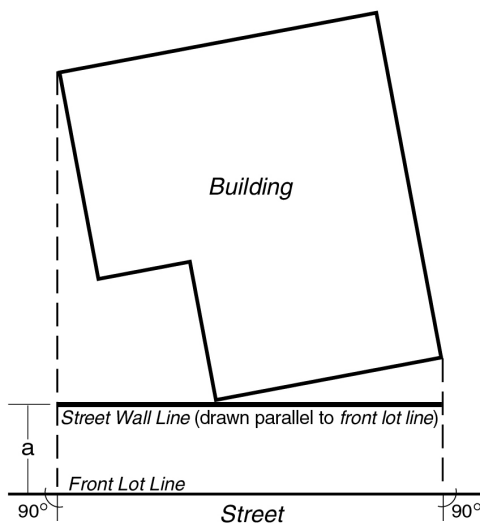 Building
Street Wall Line (drawn parallel to front lot line)
a
Front Lot Line
90° 90°
Street